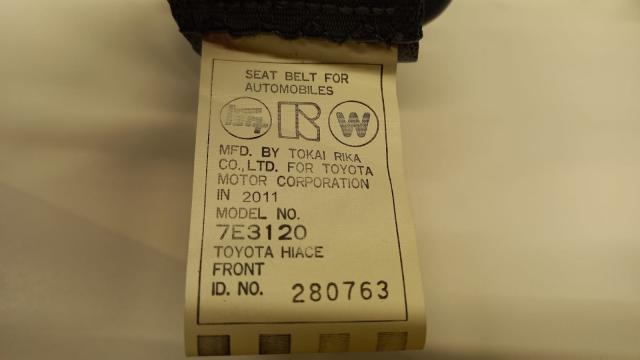 SEAT BELT FOR
AUTOMOBILES
R W
MFD. BY TOKAI RIKA
CO.,LTD. FOR TOYOTA
MOTOR CORPORATION
IN 2011
MODEL NO.
7E3120
TOYOTA HIACE
FRONT
ID. NO. 280763